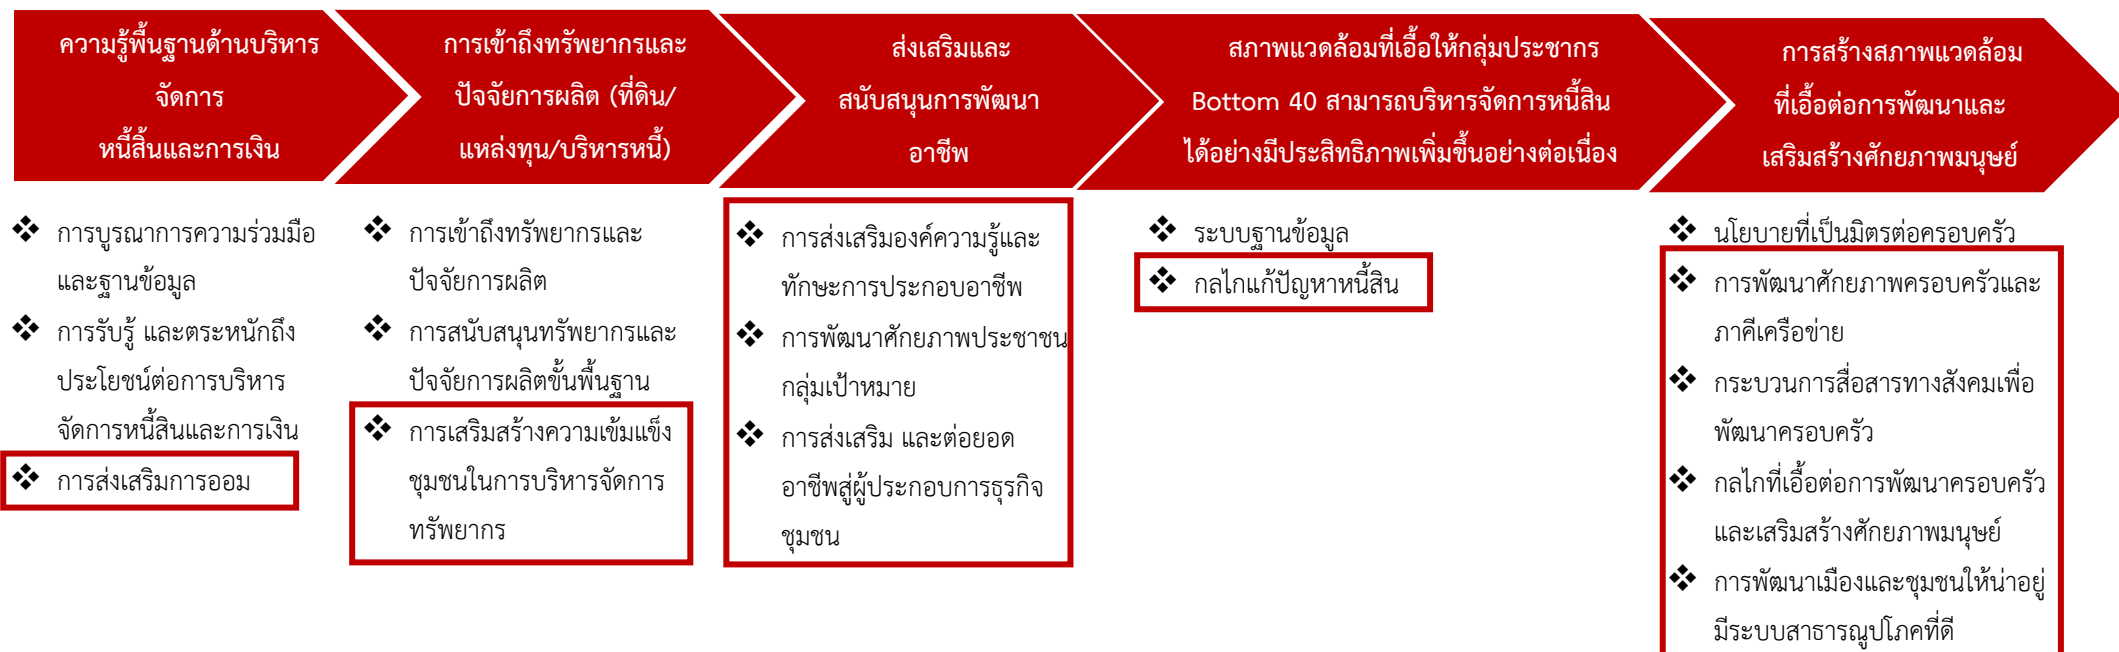 ความรู้พื้นฐานด้านบริหาร
จัดการ
หนี้สิ้นและการเงิน
การเข้าถึงทรัพยากรและ
ปัจจัยการผลิต (ที่ดิน/
แหล่งทุน/บริหารหนี้)
ส่งเสริมและ
สนับสนุนการพัฒนา
อาชีพ
สภาพแวดล้อมที่เอื้อให้กลุ่มประชากร
Bottom 40 สามารถบริหารจัดการหนี้สิน
ได้อย่างมีประสิทธิภาพเพิ่มขึ้นอย่างต่อเนื่อง
การสร้างสภาพแวดล้อม
ที่เอื้อต่อการพัฒนาและ
เสริมสร้างศักยภาพมนุษย์
❖ การบูรณาการความร่วมมือ
และฐานข้อมูล
❖ การรับรู้ และตระหนักถึง
ประโยชน์ต่อการบริหาร
จัดการหนี้สินและการเงิน
❖ การส่งเสริมการออม
❖ การเข้าถึงทรัพยากรและ
ปัจจัยการผลิต
❖ การสนับสนุนทรัพยากรและ
ปัจจัยการผลิตขั้นพื้นฐาน
❖ การเสริมสร้างความเข้มแข็ง
ชุมชนในการบริหารจัดการ
ทรัพยากร
❖ การส่งเสริมองค์ความรู้และ
ทักษะการประกอบอาชีพ
❖ การพัฒนาศักยภาพประชาชน
กลุ่มเป้าหมาย
❖ การส่งเสริม และต่อยอด
อาชีพสู่ผู้ประกอบการธุรกิจ
ชุมชน
❖ ระบบฐานข้อมูล
❖ กลไกแก้ปัญหาหนี้สิน
❖ นโยบายที่เป็นมิตรต่อครอบครัว
❖ การพัฒนาศักยภาพครอบครัวและ
ภาคีเครือข่าย
❖ กระบวนการสื่อสารทางสังคมเพื่อ
พัฒนาครอบครัว
❖ กลไกที่เอื้อต่อการพัฒนาครอบครัว
และเสริมสร้างศักยภาพมนุษย์
❖ การพัฒนาเมืองและชุมชนให้น่าอยู่
มีระบบสาธารณูปโภคที่ดี